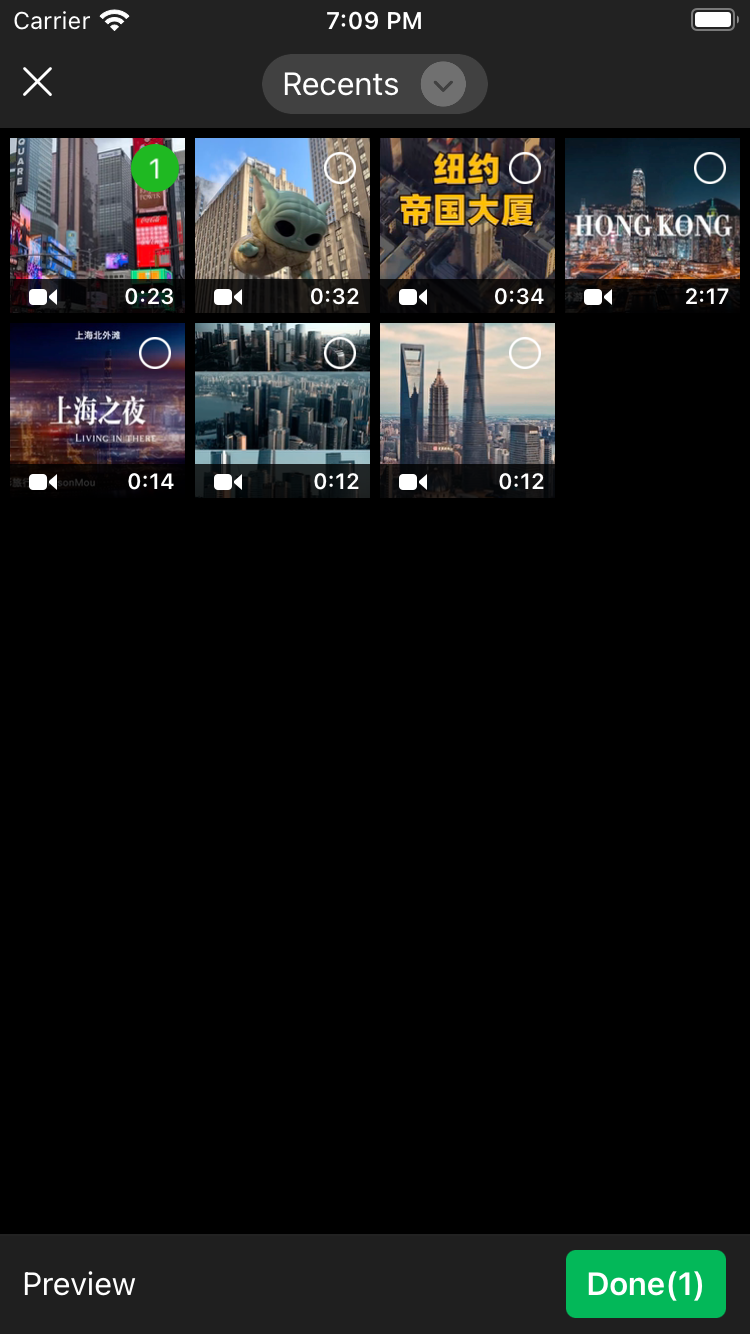 Carrier
7:09 PM
Recents
QUARE
1
Coca-Cola
0:23
0:32
纽约
帝国大厦
0:34
HONG KONG
2:17
上海北外滩
上海之夜
LIVING IN THERE
0:14
0:12
0:12
Preview
Done(1)